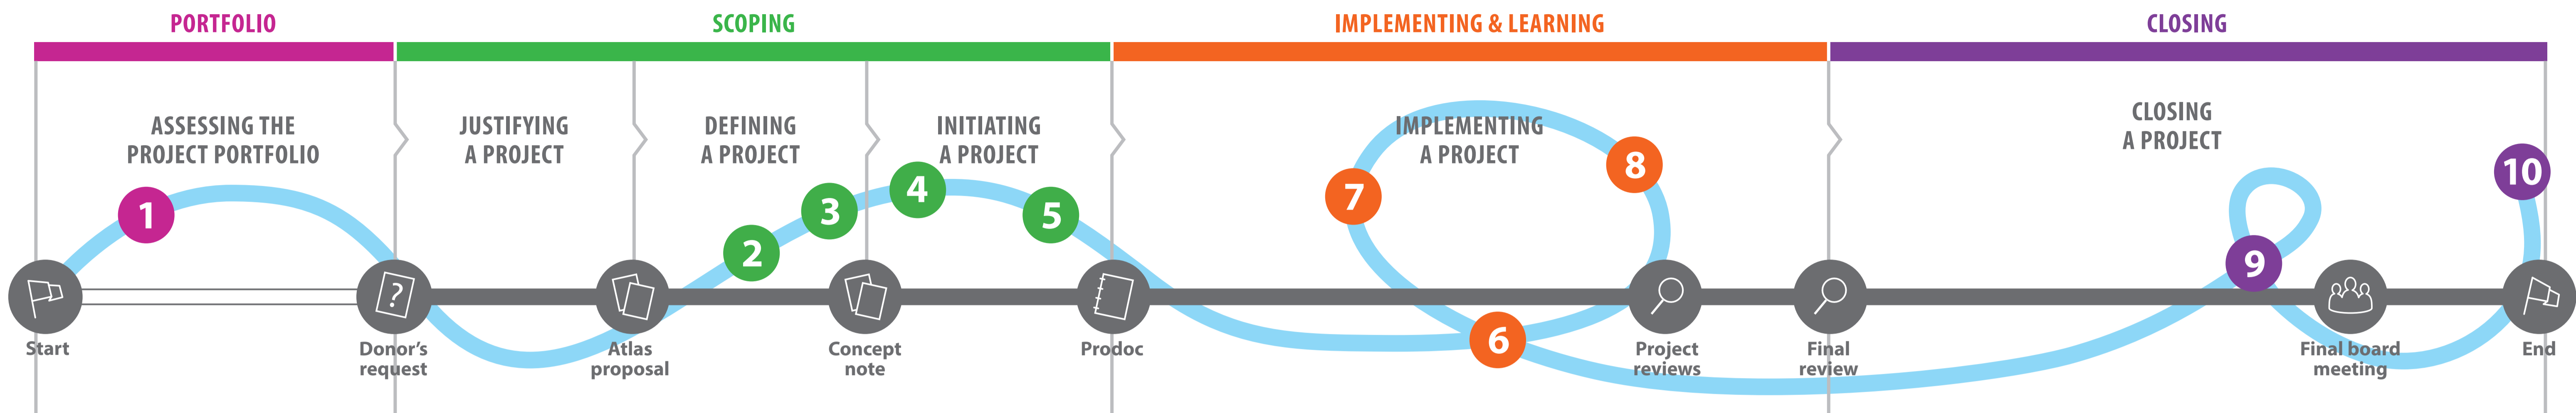 PORTFOLIO
SCOPING
IMPLEMENTING & LEARNING
CLOSING
ASSESSING THE
PROJECT PORTFOLIO
JUSTIFYING
A PROJECT
DEFINING
A PROJECT
INITIATING
A PROJECT
IMPLEMENTING
A PROJECT
CLOSING
A PROJECT
1
2
3
4
5
6
7
8
9
10
?
Start
Donor's
request
Atlas
proposal
Concept
note
Prodoc
Project
reviews
Final
review
Final board
meeting
End